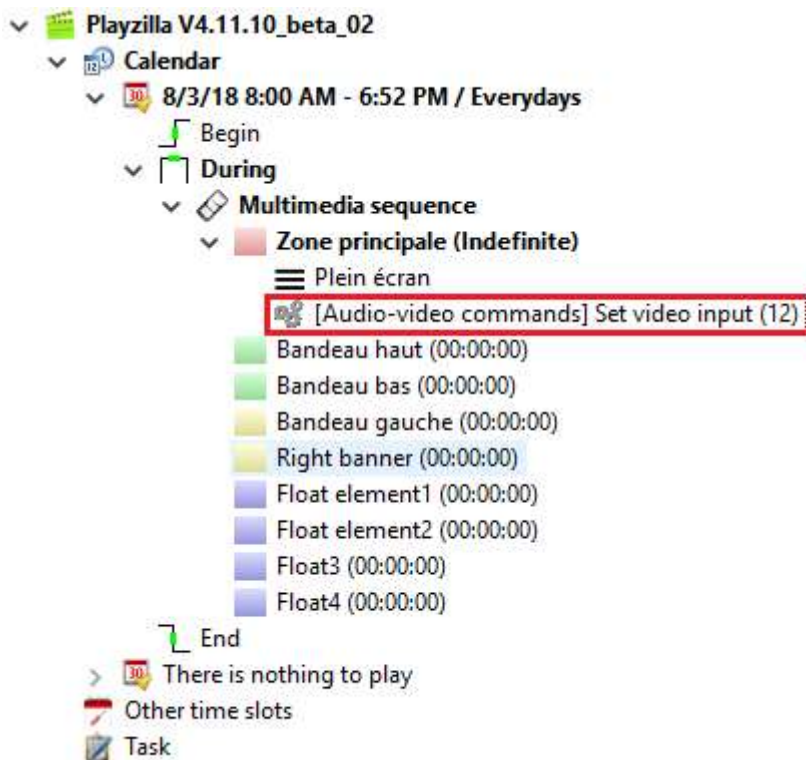 Playzilla V4.11.10_beta_02
Calendar
8/3/18 8:00 AM - 6:52 PM / Everydays
Begin
During
Multimedia sequence
Zone principale (Indefinite)
Plein écran
[Audio-video commands] Set video input (12)
Bandeau haut (00:00:00)
Bandeau bas (00:00:00)
Bandeau gauche (00:00:00)
Right banner (00:00:00)
Float element1 (00:00:00)
Float element2 (00:00:00)
Float3 (00:00:00)
Float4 (00:00:00)
End
There is nothing to play
Other time slots
Task